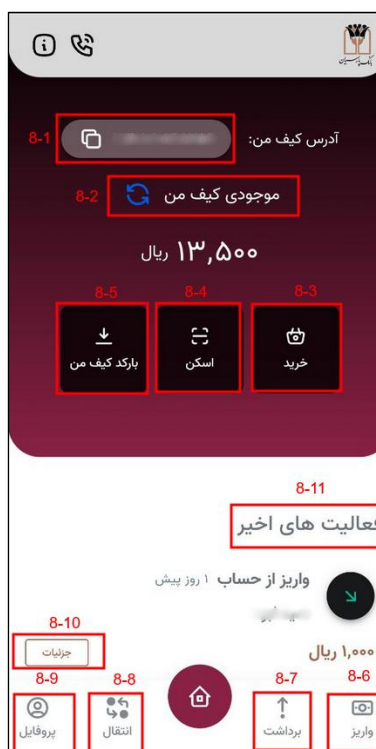 بانک پارسیان
آدرس کیف من:
8-1
موجودی کیف من
8-2
۱۳,۵۰۰ ریال
8-3
8-4
8-5
خرید
اسکن
بارکد کیف من
8-11
فعالیت های اخیر
واریز از حساب ۱ روز پیش
۱,۰۰۰ ریال
8-10
جزئیات
8-6
8-7
8-8
8-9
واریز
برداشت
انتقال
پروفایل